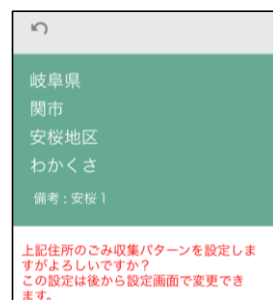 岐阜県
関市
安桜地区
わかくさ
備考：安桜1
上記住所のごみ収集パターンを設定しま
すがよろしいですか？
この設定は後から設定画面で変更でき
ます。